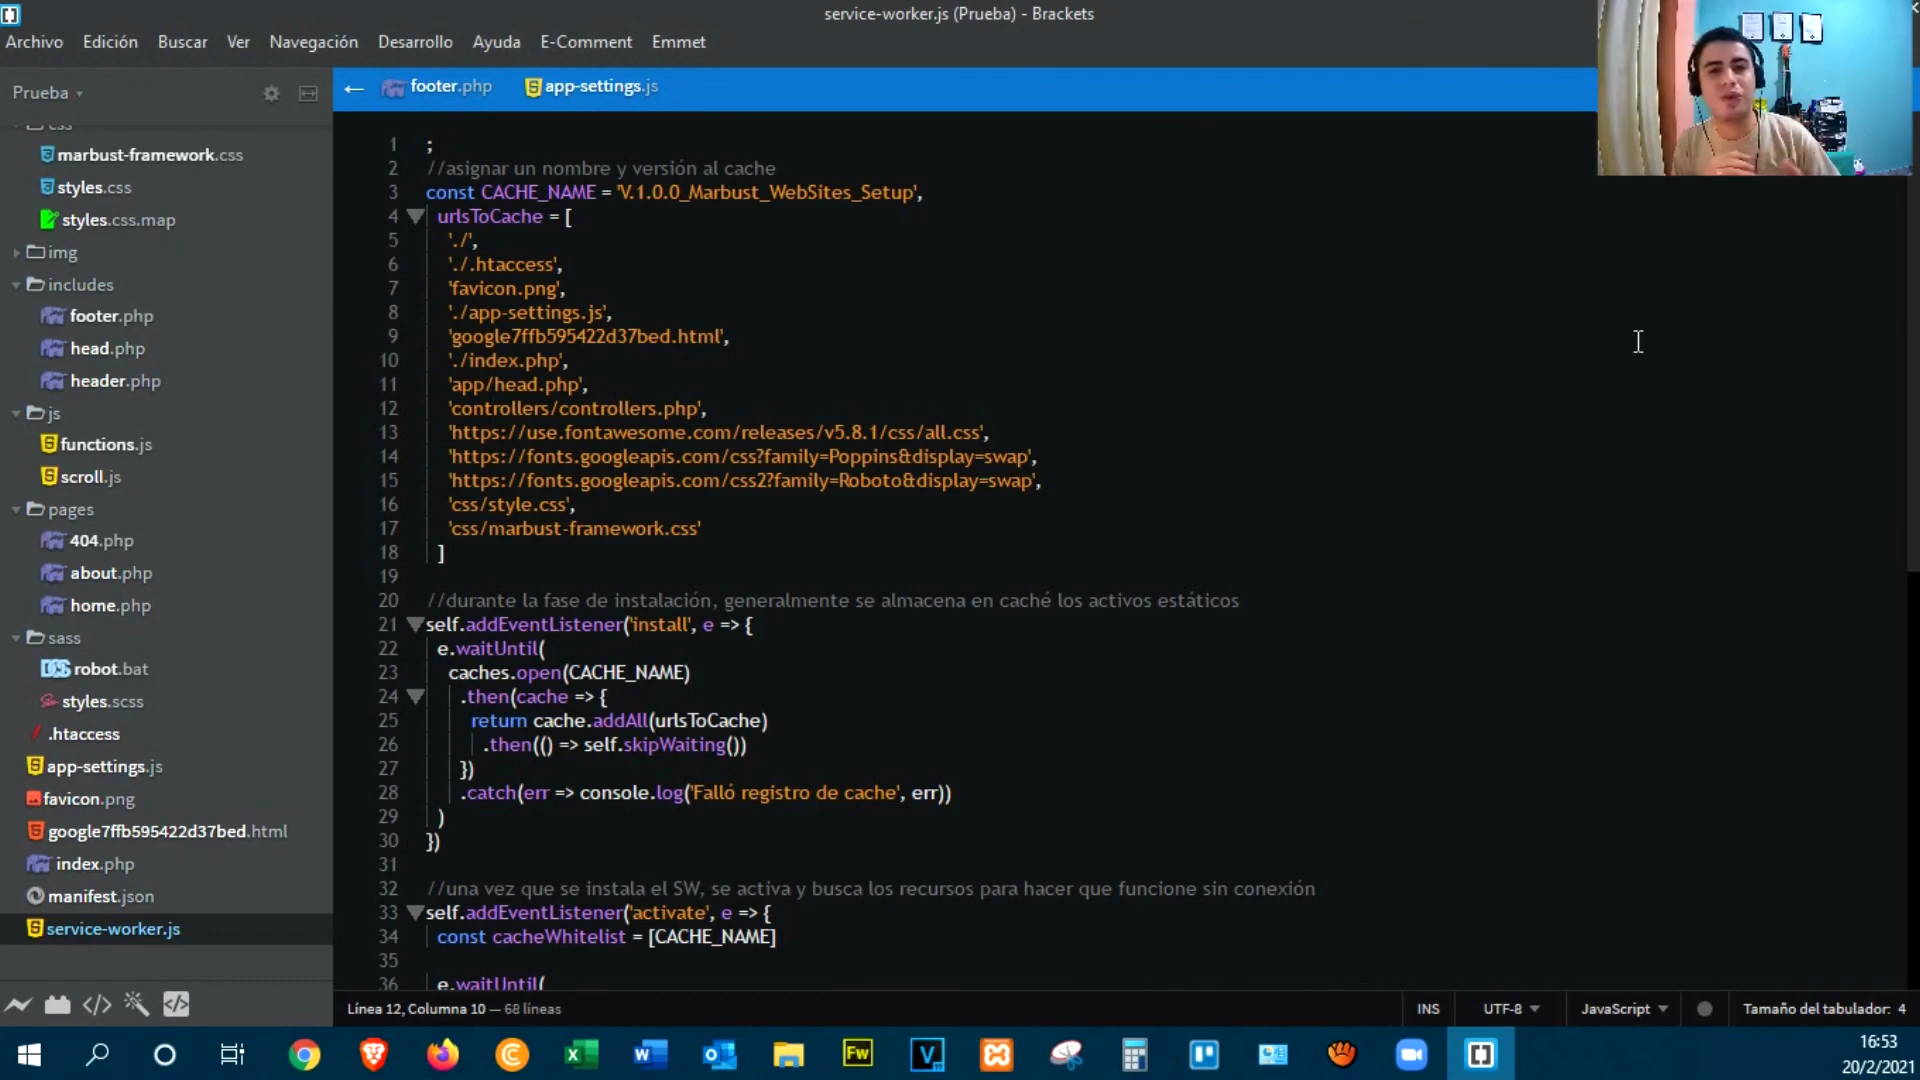 service-worker.js (Prueba) - Brackets
Archivo Edición Buscar Ver Navegación Desarrollo Ayuda E-Comment Emmet
Prueba
footer.php app-settings.js
css
marbust-framework.css
styles.css
styles.css.map
img
includes
footer.php
head.php
header.php
js
functions.js
scroll.js
pages
404.php
about.php
home.php
sass
robot.bat
styles.scss
.htaccess
app-settings.js
favicon.png
google7ffb595422d37bed.html
index.php
manifest.json
service-worker.js
1 ;
2 //asignar un nombre y versión al cache
3 const CACHE_NAME = 'V.1.0.0_Marbust_WebSites_Setup',
4 urlsToCache = [
5 './',
6 './.htaccess',
7 'favicon.png',
8 './app-settings.js',
9 'google7ffb595422d37bed.html',
10 './index.php',
11 'app/head.php',
12 'controllers/controllers.php',
13 'https://use.fontawesome.com/releases/v5.8.1/css/all.css',
14 'https://fonts.googleapis.com/css?family=Poppins&display=swap',
15 'https://fonts.googleapis.com/css2?family=Roboto&display=swap',
16 'css/style.css',
17 'css/marbust-framework.css'
18 ]
19
20 //durante la fase de instalación, generalmente se almacena en caché los activos estáticos
21 self.addEventListener('install', e => {
22 e.waitUntil(
23 caches.open(CACHE_NAME)
24 .then(cache => {
25 return cache.addAll(urlsToCache)
26 .then(() => self.skipWaiting())
27 })
28 .catch(err => console.log('Falló registro de cache', err))
29 )
30 })
31
32 //una vez que se instala el SW, se activa y busca los recursos para hacer que funcione sin conexión
33 self.addEventListener('activate', e => {
34 const cacheWhitelist = [CACHE_NAME]
35
36 e.waitUntil(
Línea 12, Columna 10 — 68 líneas INS UTF-8 JavaScript Tamaño del tabulador: 4
Fw V
16:53
20/2/2021